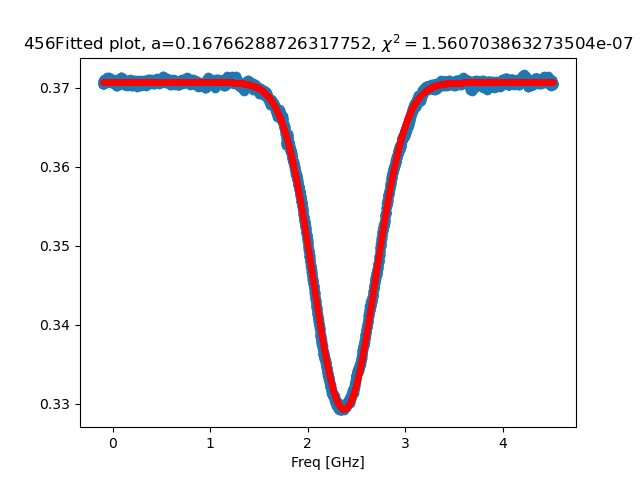 456Fitted plot, a=0.16766288726317752, χ² = 1.560703863273504e-07
0.37
0.36
0.35
0.34
0.33
0 1 2 3 4
Freq [GHz]